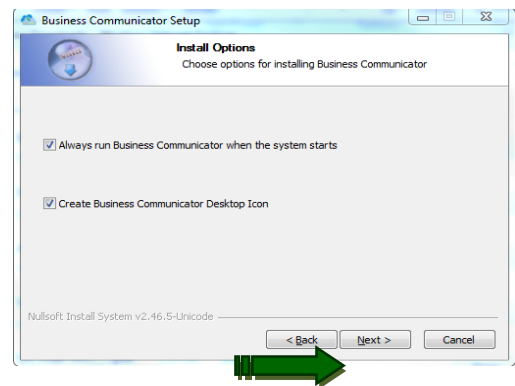 Business Communicator Setup
Install Options
Choose options for installing Business Communicator
Always run Business Communicator when the system starts
Create Business Communicator Desktop Icon
Nullsoft Install System v2.46.5-Unicode
< Back Next > Cancel